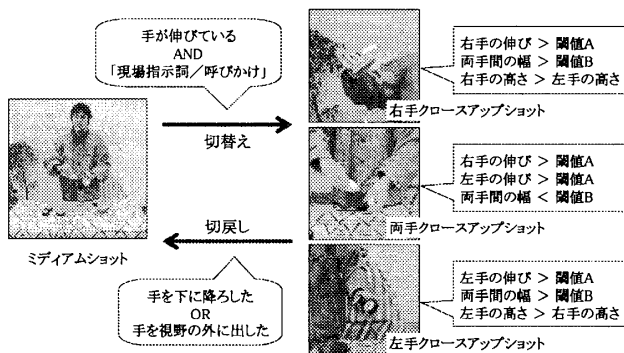 手が伸びている
AND
「現場指示詞／呼びかけ」
切替え
切戻し
ミディアムショット
手を下に降ろした
OR
手を視野の外に出した
右手の伸び > 閾値A
両手間の幅 > 閾値B
右手の高さ > 左手の高さ
右手クローズアップショット
右手の伸び > 閾値A
左手の伸び > 閾値A
両手間の幅 < 閾値B
両手クローズアップショット
左手の伸び > 閾値A
両手間の幅 > 閾値B
左手の高さ > 右手の高さ
左手クローズアップショット